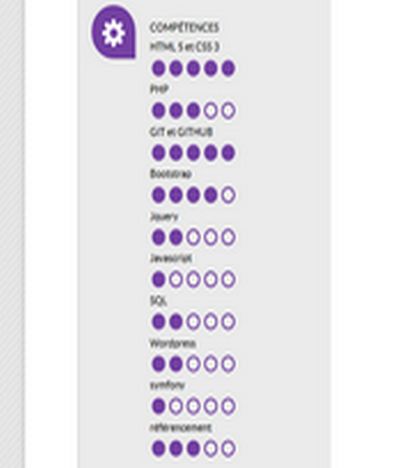 COMPÉTENCES
HTML 5 et CSS 3
PHP
GIT et GITHUB
Bootstrap
Jquery
Javascript
SQL
Wordpress
symfony
référencement